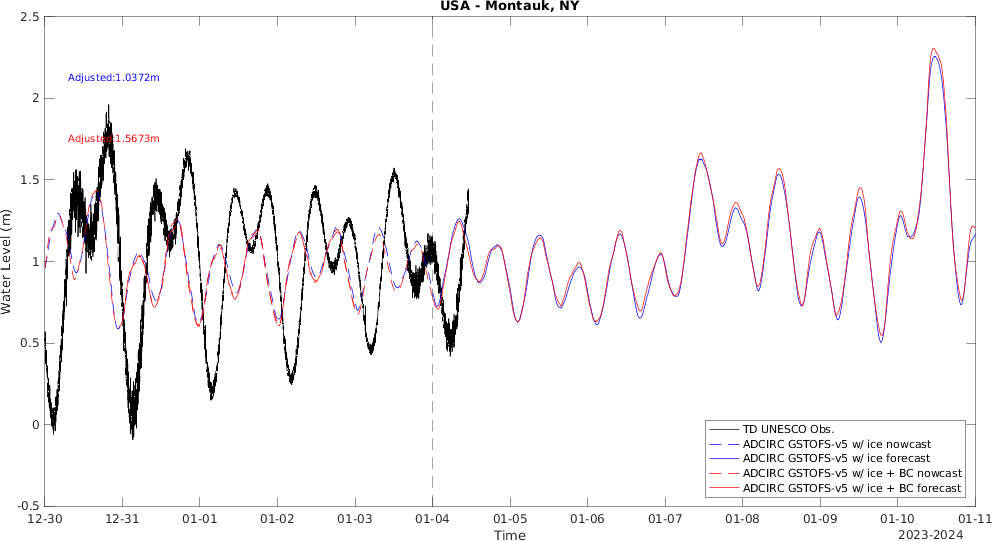 USA - Montauk, NY
2.5
2
1.5
1
0.5
0
-0.5
Water Level (m)
Adjusted:1.0372m
Adjusted:1.5673m
TD UNESCO Obs.
ADCIRC GSTOFS-v5 w/ ice nowcast
ADCIRC GSTOFS-v5 w/ ice forecast
ADCIRC GSTOFS-v5 w/ ice + BC nowcast
ADCIRC GSTOFS-v5 w/ ice + BC forecast
12-30 12-31 01-01 01-02 01-03 01-04 01-05 01-06 01-07 01-08 01-09 01-10 01-11
Time
2023-2024